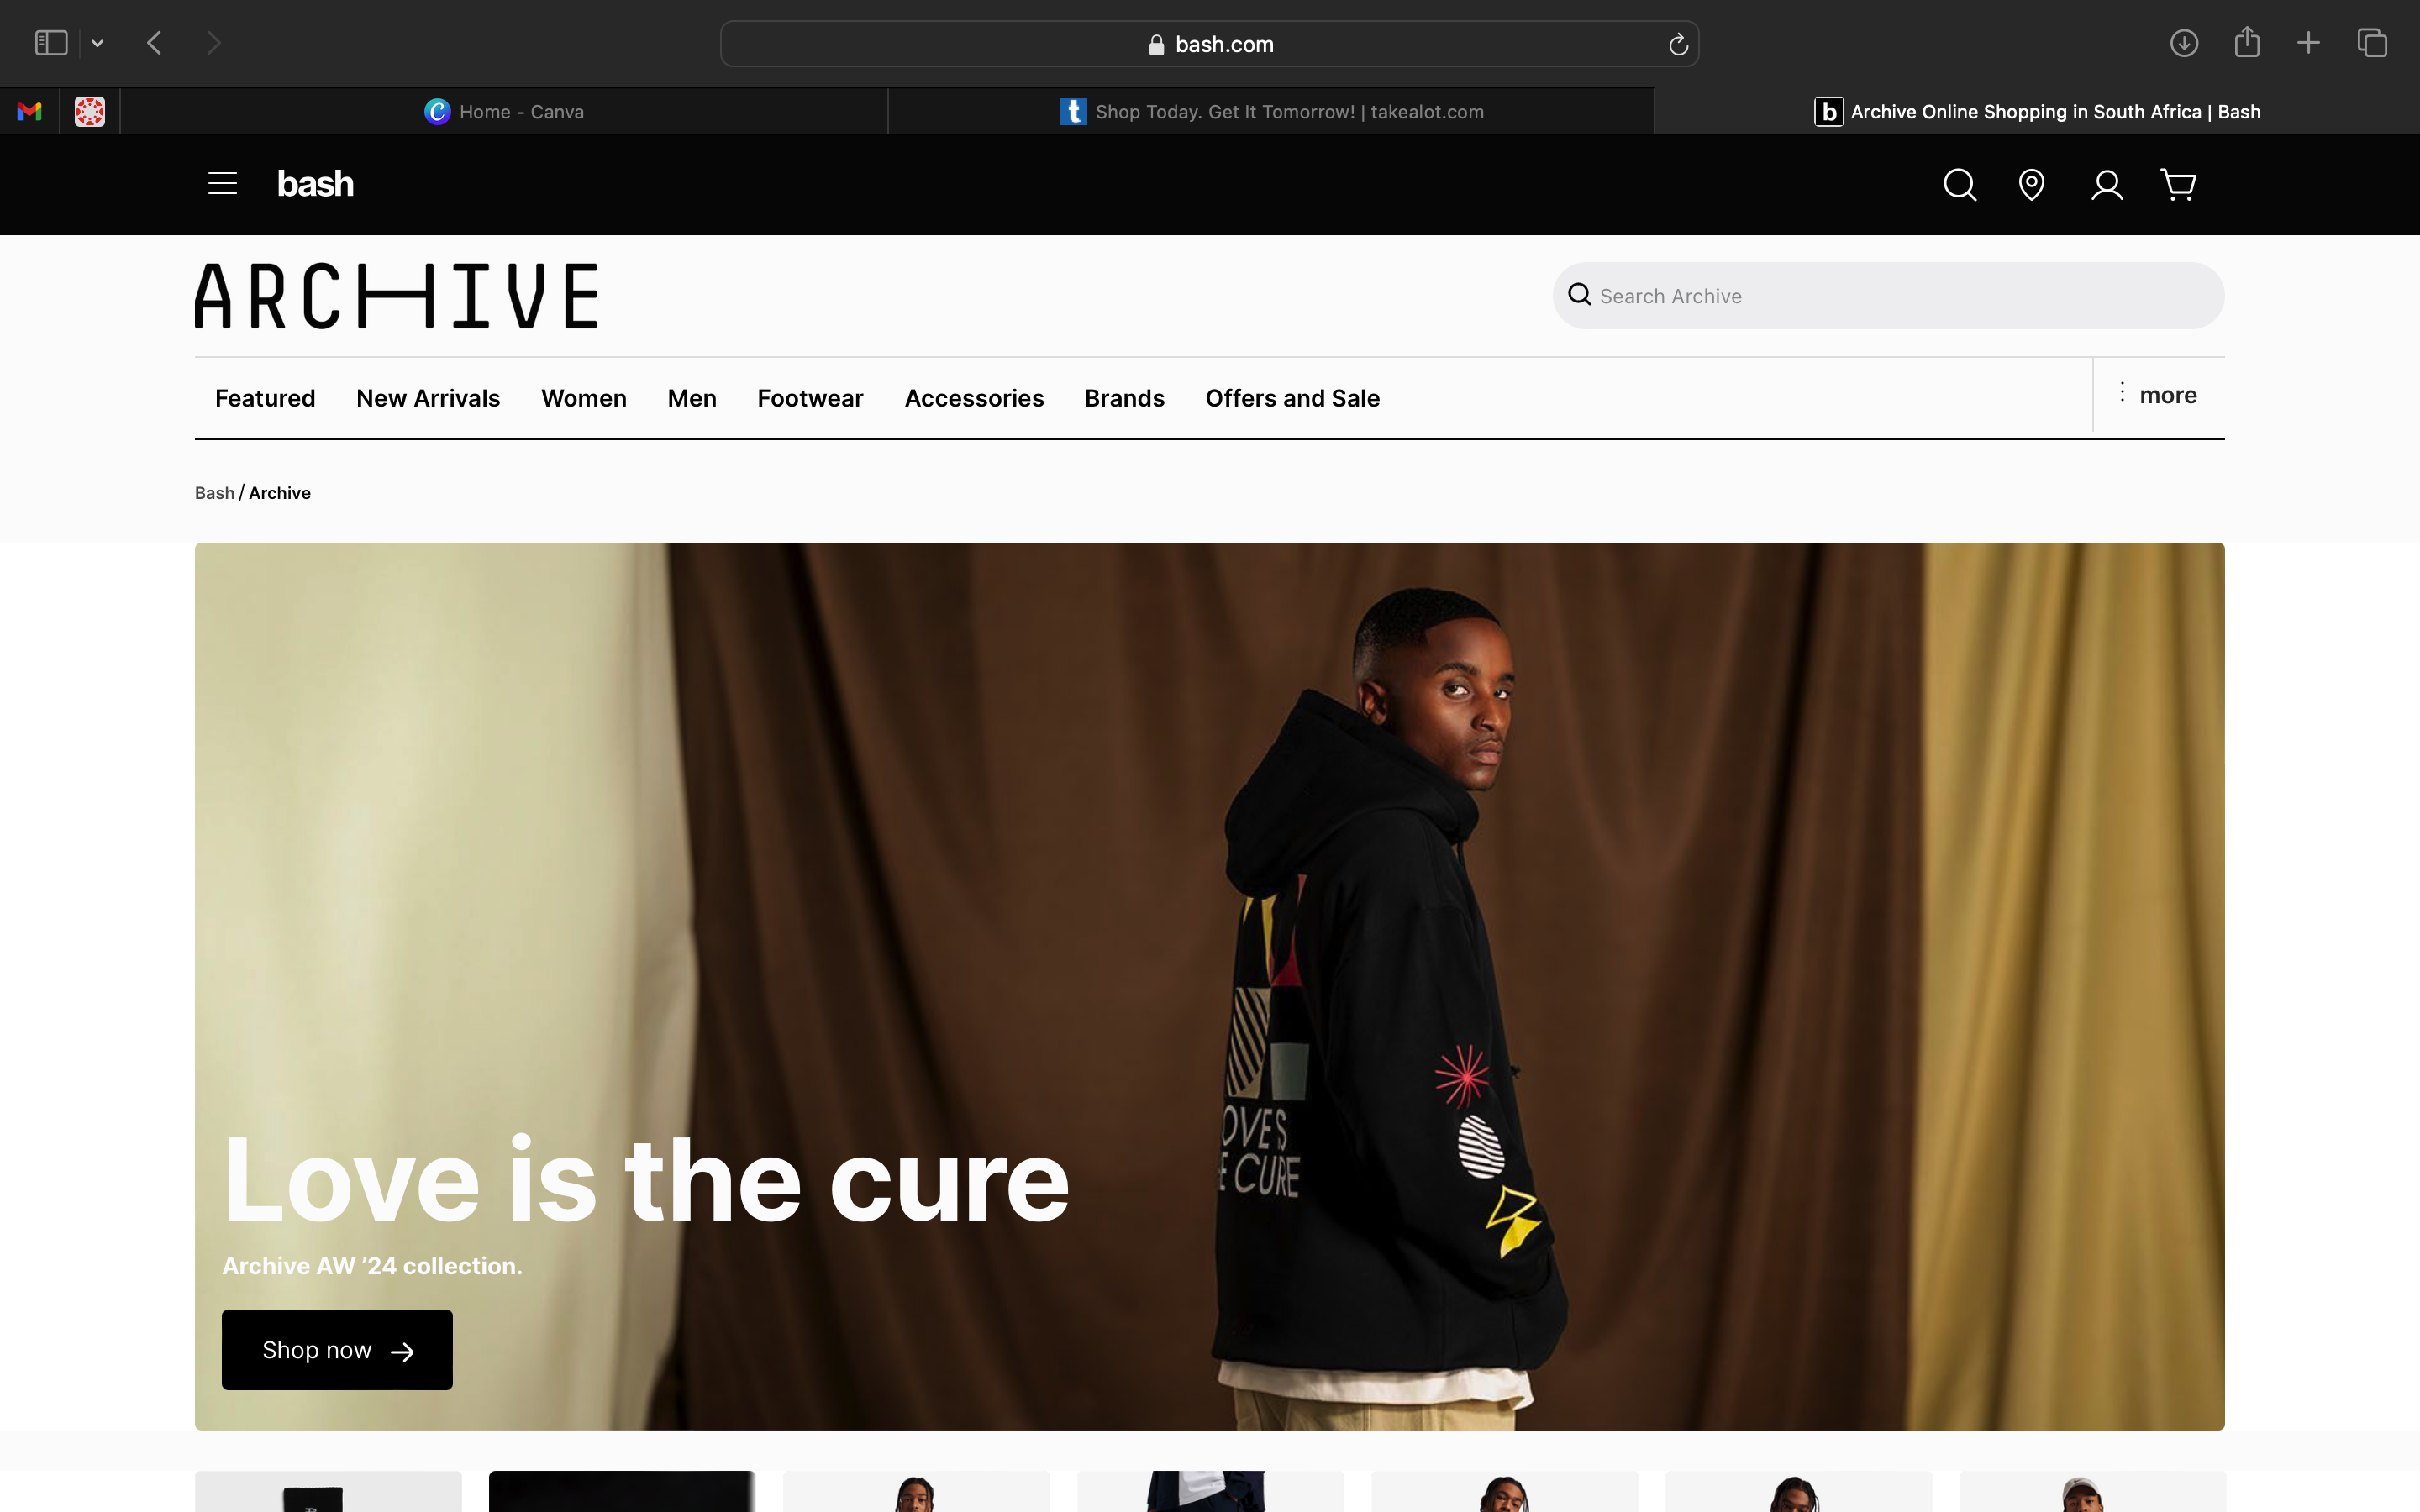 bash.com
Home - Canva
Shop Today. Get It Tomorrow! | takealot.com
b Archive Online Shopping in South Africa | Bash
bash
ARCHIVE
Search Archive
Featured New Arrivals Women Men Footwear Accessories Brands Offers and Sale
more
Bash / Archive
OVES
E CURE
Love is the cure
Archive AW '24 collection.
Shop now